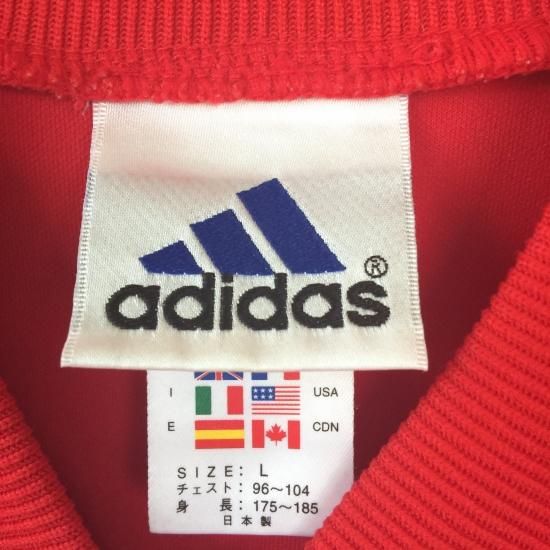 adidas®
I USA
E CDN
SIZE: L
チェスト: 96~104
身 長: 175~185
日本製